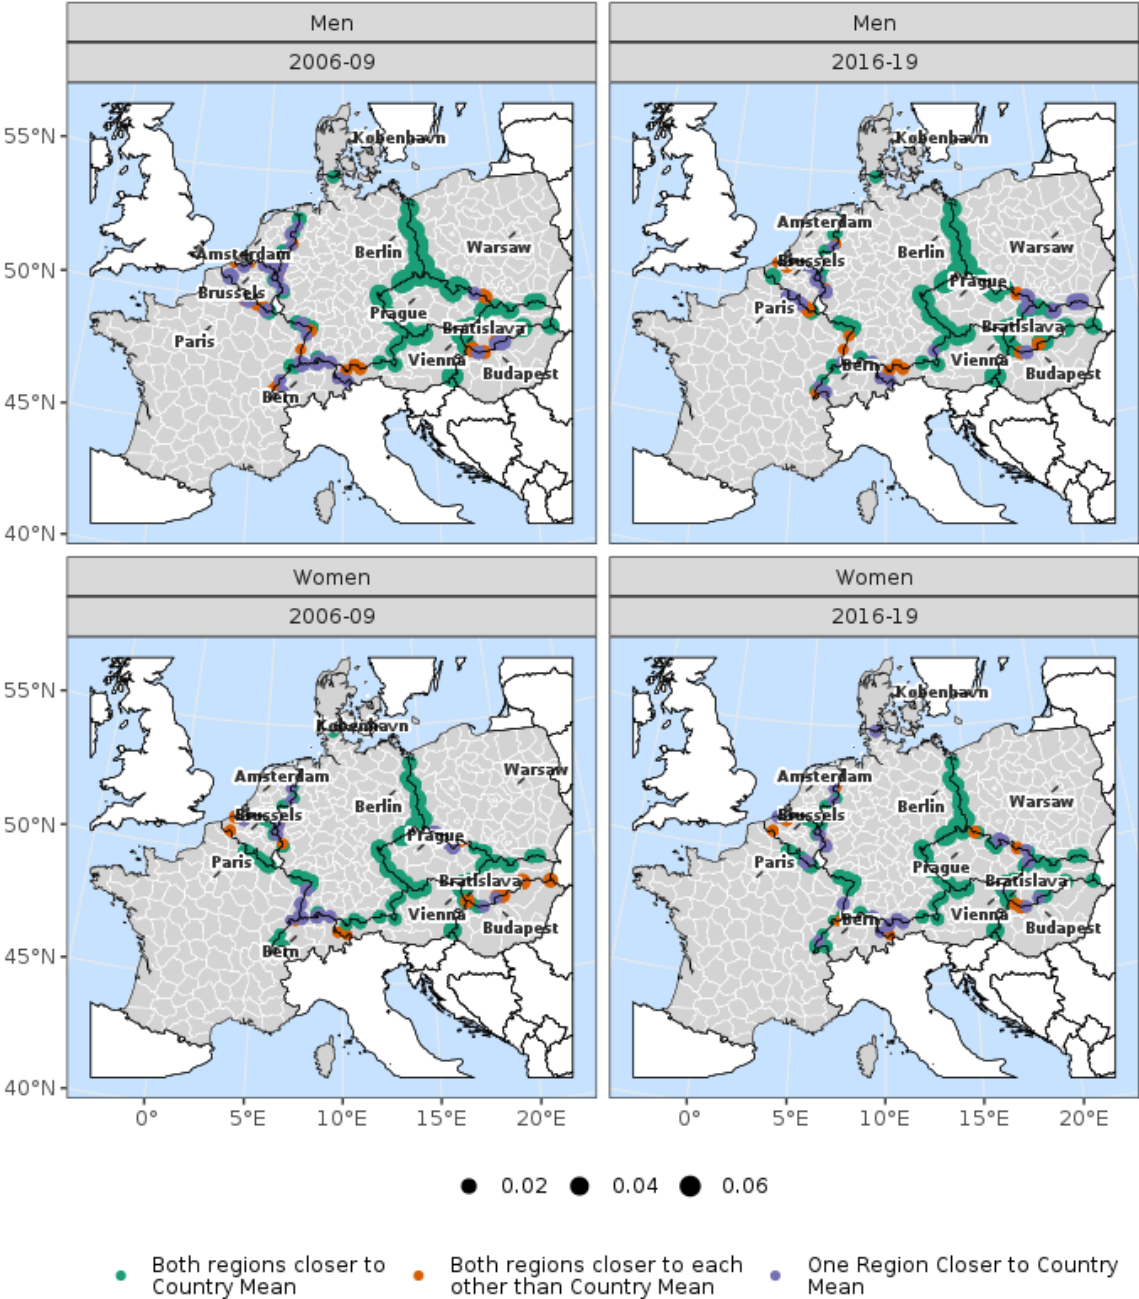 Men
Men
2006-09
2016-19
55°N
50°N
45°N
40°N
København
Amsterdam
Berlin
Warsaw
Brussels
Prague
Paris
Bratislava
Vienna
Budapest
Bern
København
Amsterdam
Berlin
Warsaw
Brussels
Prague
Paris
Bratislava
Vienna
Bern
Budapest
Women
Women
2006-09
2016-19
55°N
50°N
45°N
40°N
København
Warsaw
Amsterdam
Berlin
Brussels
Prague
Paris
Bratislava
Vienna
Budapest
Bern
København
Amsterdam
Berlin
Warsaw
Brussels
Paris
Prague
Bratislava
Vienna
Bern
Budapest
0°
5°E
10°E
15°E
20°E
0°
5°E
10°E
15°E
20°E
0.02
0.04
0.06
Both regions closer to
Country Mean
Both regions closer to each
other than Country Mean
One Region Closer to Country
Mean